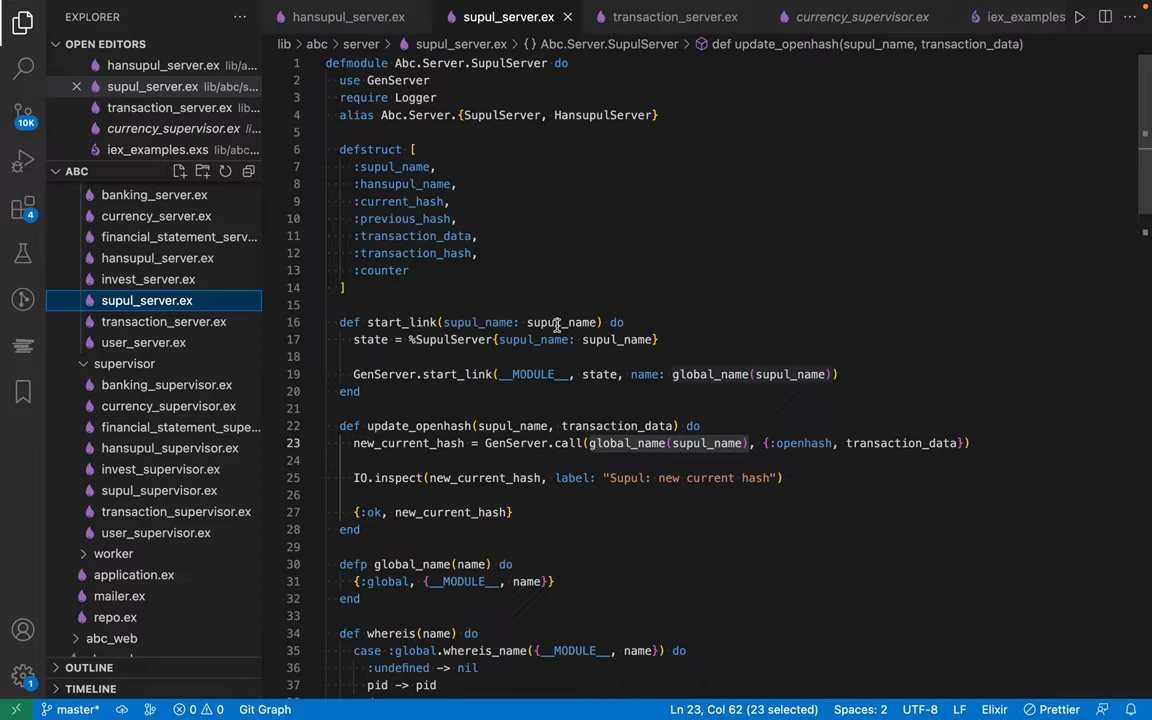 EXPLORER
hansupul_server.ex
supul_server.ex
transaction_server.ex
currency_supervisor.ex
iex_examples
OPEN EDITORS
hansupul_server.ex lib/a...
supul_server.ex lib/abc/s...
transaction_server.ex lib...
currency_supervisor.ex li...
iex_examples.exs lib/abc...
ABC
banking_server.ex
currency_server.ex
financial_statement_serv...
hansupul_server.ex
invest_server.ex
supul_server.ex
transaction_server.ex
user_server.ex
supervisor
banking_supervisor.ex
currency_supervisor.ex
financial_statement_supe...
hansupul_supervisor.ex
invest_supervisor.ex
supul_supervisor.ex
transaction_supervisor.ex
user_supervisor.ex
worker
application.ex
mailer.ex
repo.ex
abc_web
OUTLINE
TIMELINE
10K
4
1
lib > abc > server > supul_server.ex > {} Abc.Server.SupulServer > def update_openhash(supul_name, transaction_data)
1 defmodule Abc.Server.SupulServer do
2 use GenServer
3 require Logger
4 alias Abc.Server.{SupulServer, HansupulServer}
5
6 defstruct [
7 :supul_name,
8 :hansupul_name,
9 :current_hash,
10 :previous_hash,
11 :transaction_data,
12 :transaction_hash,
13 :counter
14 ]
15
16 def start_link(supul_name: supul_name) do
17 state = %SupulServer{supul_name: supul_name}
18
19 GenServer.start_link(__MODULE__, state, name: global_name(supul_name))
20 end
21
22 def update_openhash(supul_name, transaction_data) do
23 new_current_hash = GenServer.call(global_name(supul_name), {:openhash, transaction_data})
24
25 IO.inspect(new_current_hash, label: "Supul: new current hash")
26
27 {:ok, new_current_hash}
28 end
29
30 defp global_name(name) do
31 {:global, {__MODULE__, name}}
32 end
33
34 def whereis(name) do
35 case :global.whereis_name({__MODULE__, name}) do
36 :undefined -> nil
37 pid -> pid
master*
0 0
Git Graph
Ln 23, Col 62 (23 selected)
Spaces: 2
UTF-8
LF
Elixir
Prettier